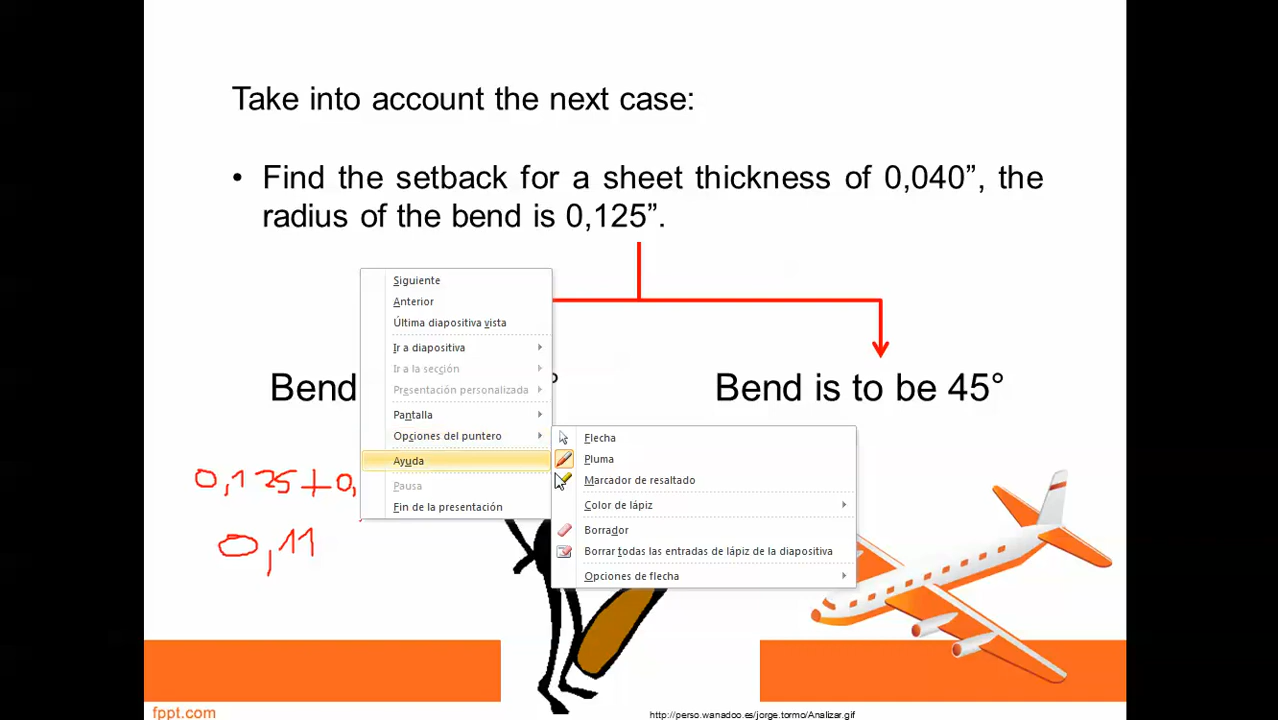 Take into account the next case:
• Find the setback for a sheet thickness of 0,040”, the
radius of the bend is 0,125”.
Siguiente
Anterior
Última diapositiva vista
Ir a diapositiva
Ir a la sección
Presentación personalizada
Pantalla
Opciones del puntero
Ayuda
Pausa
Fin de la presentación
Bend
°
Bend is to be 45°
Flecha
Pluma
Marcador de resaltado
Color de lápiz
Borrador
Borrar todas las entradas de lápiz de la diapositiva
Opciones de flecha
0,125+0,
0,11
fppt.com
http://perso.wanadoo.es/jorge.tormo/Analizar.gif